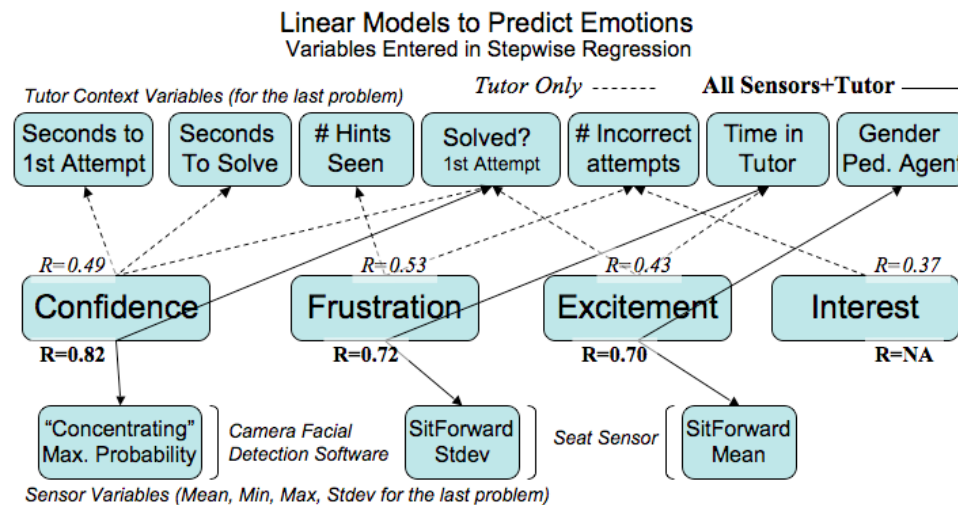 Linear Models to Predict Emotions
Variables Entered in Stepwise Regression
Tutor Context Variables (for the last problem)
Tutor Only
All Sensors+Tutor
Seconds to
1st Attempt
Seconds
To Solve
# Hints
Seen
Solved?
1st Attempt
# Incorrect
attempts
Time in
Tutor
Gender
Ped. Agent
R=0.49
R=0.53
R=0.43
R=0.37
Confidence
Frustration
Excitement
Interest
R=0.82
R=0.72
R=0.70
R=NA
“Concentrating”
Max. Probability
Camera Facial
Detection Software
SitForward
Stdev
Seat Sensor
SitForward
Mean
Sensor Variables (Mean, Min, Max, Stdev for the last problem)